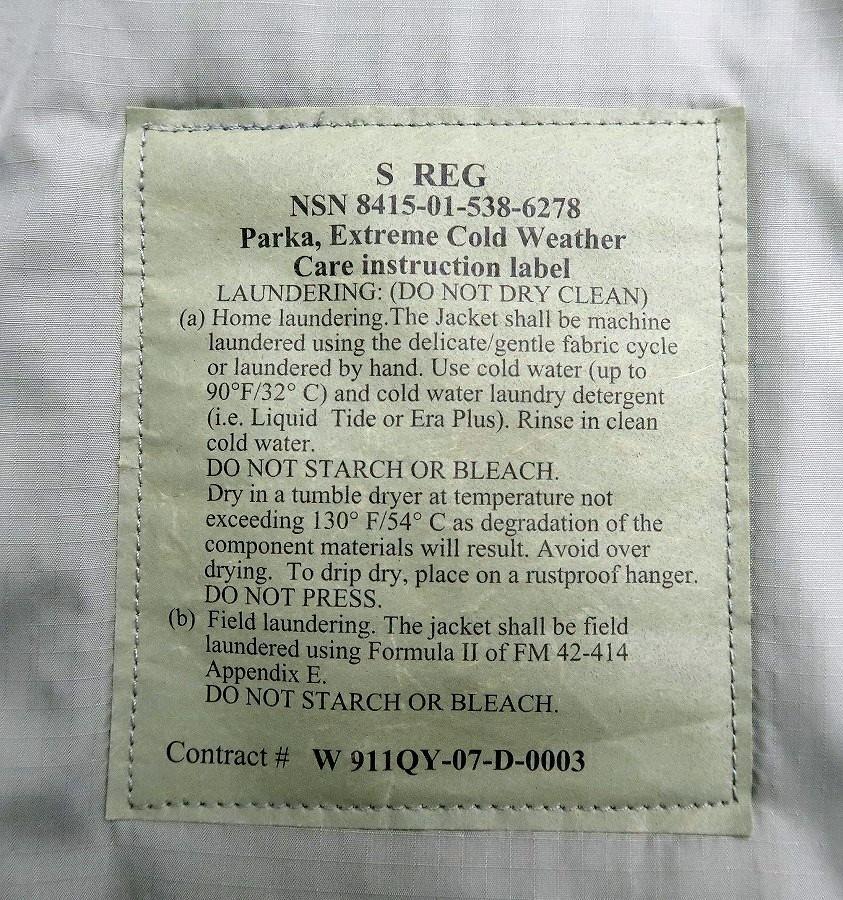 S REG
NSN 8415-01-538-6278
Parka, Extreme Cold Weather
Care instruction label
LAUNDERING: (DO NOT DRY CLEAN)
(a) Home laundering.The Jacket shall be machine
laundered using the delicate/gentle fabric cycle
or laundered by hand. Use cold water (up to
90°F/32° C) and cold water laundry detergent
(i.e. Liquid Tide or Era Plus). Rinse in clean
cold water.
DO NOT STARCH OR BLEACH.
Dry in a tumble dryer at temperature not
exceeding 130° F/54° C as degradation of the
component materials will result. Avoid over
drying. To drip dry, place on a rustproof hanger.
DO NOT PRESS.
(b) Field laundering. The jacket shall be field
laundered using Formula II of FM 42-414
Appendix E.
DO NOT STARCH OR BLEACH.
Contract # W 911QY-07-D-0003